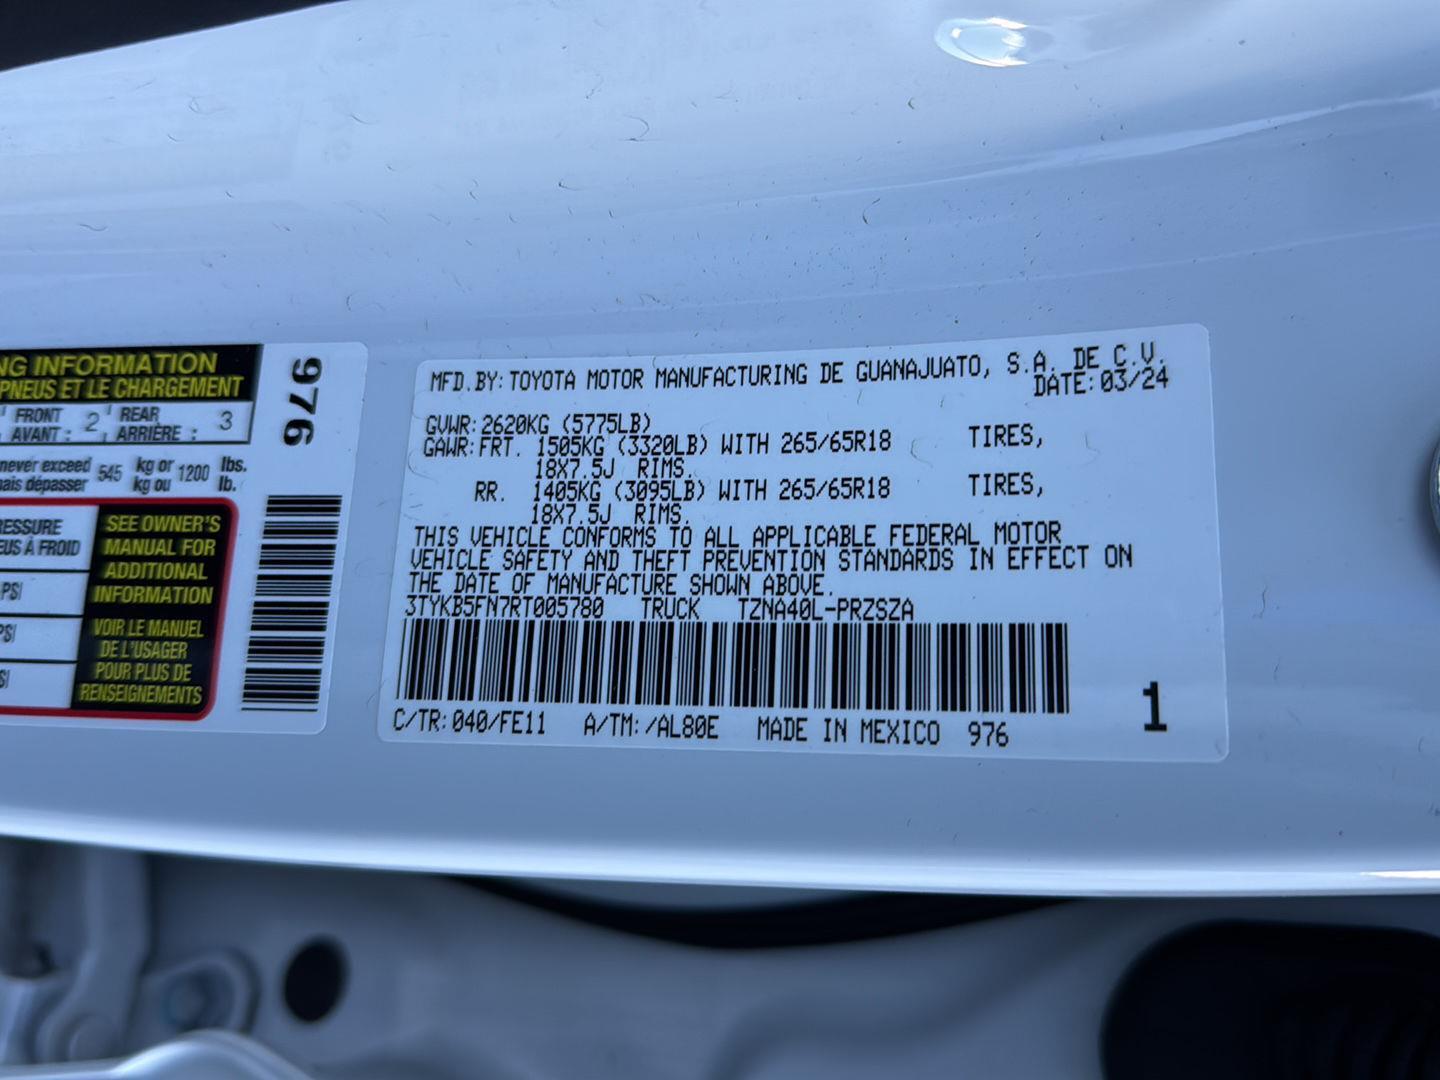 NG INFORMATION
PNEUS ET LE CHARGEMENT
FRONT
AVANT : 2
REAR
ARRIÈRE : 3
never exceed 545 kg or 1200 lbs.
ais dépasser kg ou lb.
RESSURE
EUS À FROID
PSI
PSI
SI
SEE OWNER'S
MANUAL FOR
ADDITIONAL
INFORMATION
VOIR LE MANUEL
DE L'USAGER
POUR PLUS DE
RENSEIGNEMENTS
976
MFD.BY:TOYOTA MOTOR MANUFACTURING DE GUANAJUATO, S.A. DE C.V.
DATE:03/24
GVWR:2620KG (5775LB)
GAWR:FRT. 1505KG (3320LB) WITH 265/65R18 TIRES,
18X7.5J RIMS.
RR. 1405KG (3095LB) WITH 265/65R18 TIRES,
18X7.5J RIMS.
THIS VEHICLE CONFORMS TO ALL APPLICABLE FEDERAL MOTOR
VEHICLE SAFETY AND THEFT PREVENTION STANDARDS IN EFFECT ON
THE DATE OF MANUFACTURE SHOWN ABOVE.
3TYKB5FN7RT005780 TRUCK TZNA40L-PRZSZA
C/TR:040/FE11 A/TM:/AL80E MADE IN MEXICO 976
1